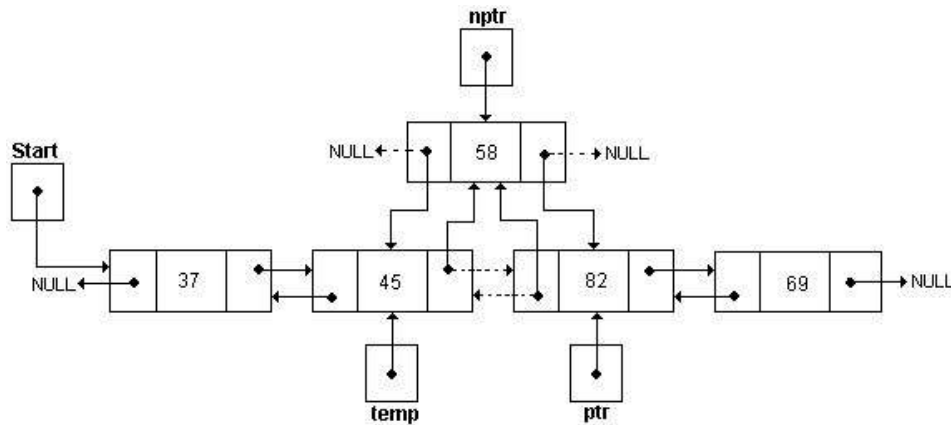 nptr
Start
NULL
58
NULL
NULL
37
45
82
69
NULL
temp
ptr